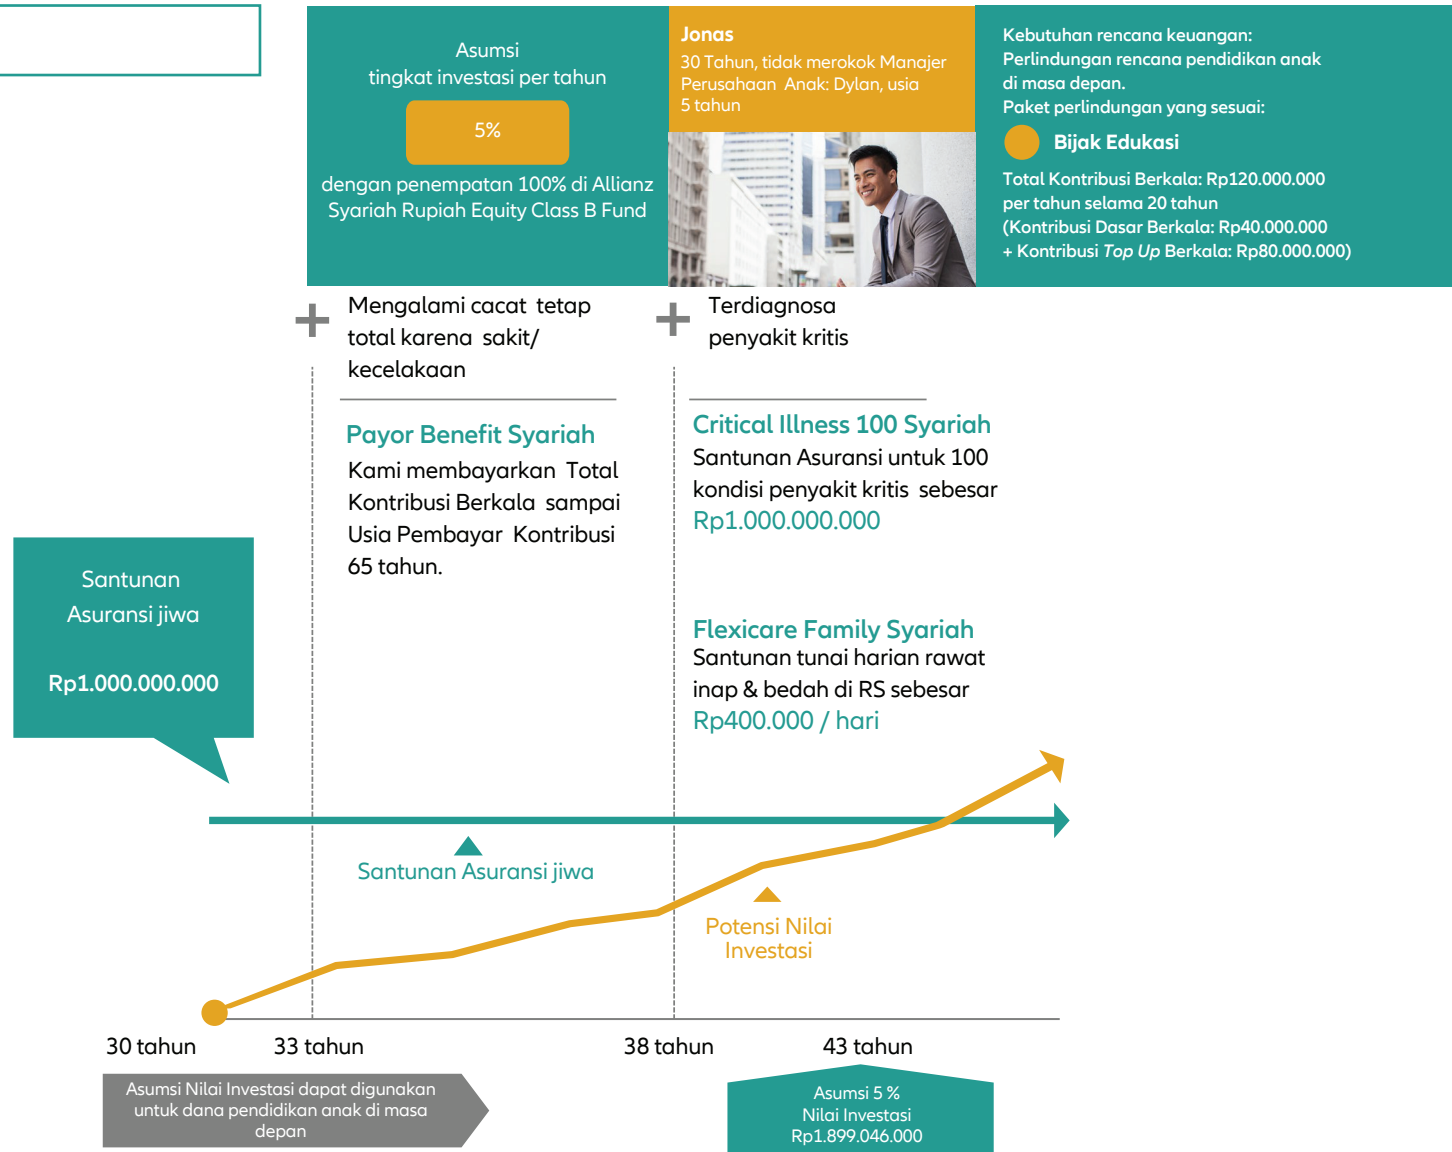 Asumsi
tingkat investasi per tahun
5%
dengan penempatan 100% di Allianz
Syariah Rupiah Equity Class B Fund
Jonas
30 Tahun, tidak merokok Manajer
Perusahaan Anak: Dylan, usia
5 tahun
Kebutuhan rencana keuangan:
Perlindungan rencana pendidikan anak
di masa depan.
Paket perlindungan yang sesuai:
Bijak Edukasi
Total Kontribusi Berkala: Rp120.000.000
per tahun selama 20 tahun
(Kontribusi Dasar Berkala: Rp40.000.000
+ Kontribusi Top Up Berkala: Rp80.000.000)
Mengalami cacat tetap
total karena sakit/
kecelakaan
Payor Benefit Syariah
Kami membayarkan Total
Kontribusi Berkala sampai
Usia Pembayar Kontribusi
65 tahun.
Terdiagnosa
penyakit kritis
Critical Illness 100 Syariah
Santunan Asuransi untuk 100
kondisi penyakit kritis sebesar
Rp1.000.000.000
Flexicare Family Syariah
Santunan tunai harian rawat
inap & bedah di RS sebesar
Rp400.000 / hari
Santunan
Asuransi jiwa
Rp1.000.000.000
Santunan Asuransi jiwa
Potensi Nilai
Investasi
30 tahun
33 tahun
38 tahun
43 tahun
Asumsi Nilai Investasi dapat digunakan
untuk dana pendidikan anak di masa
depan
Asumsi 5 %
Nilai Investasi
Rp1.899.046.000